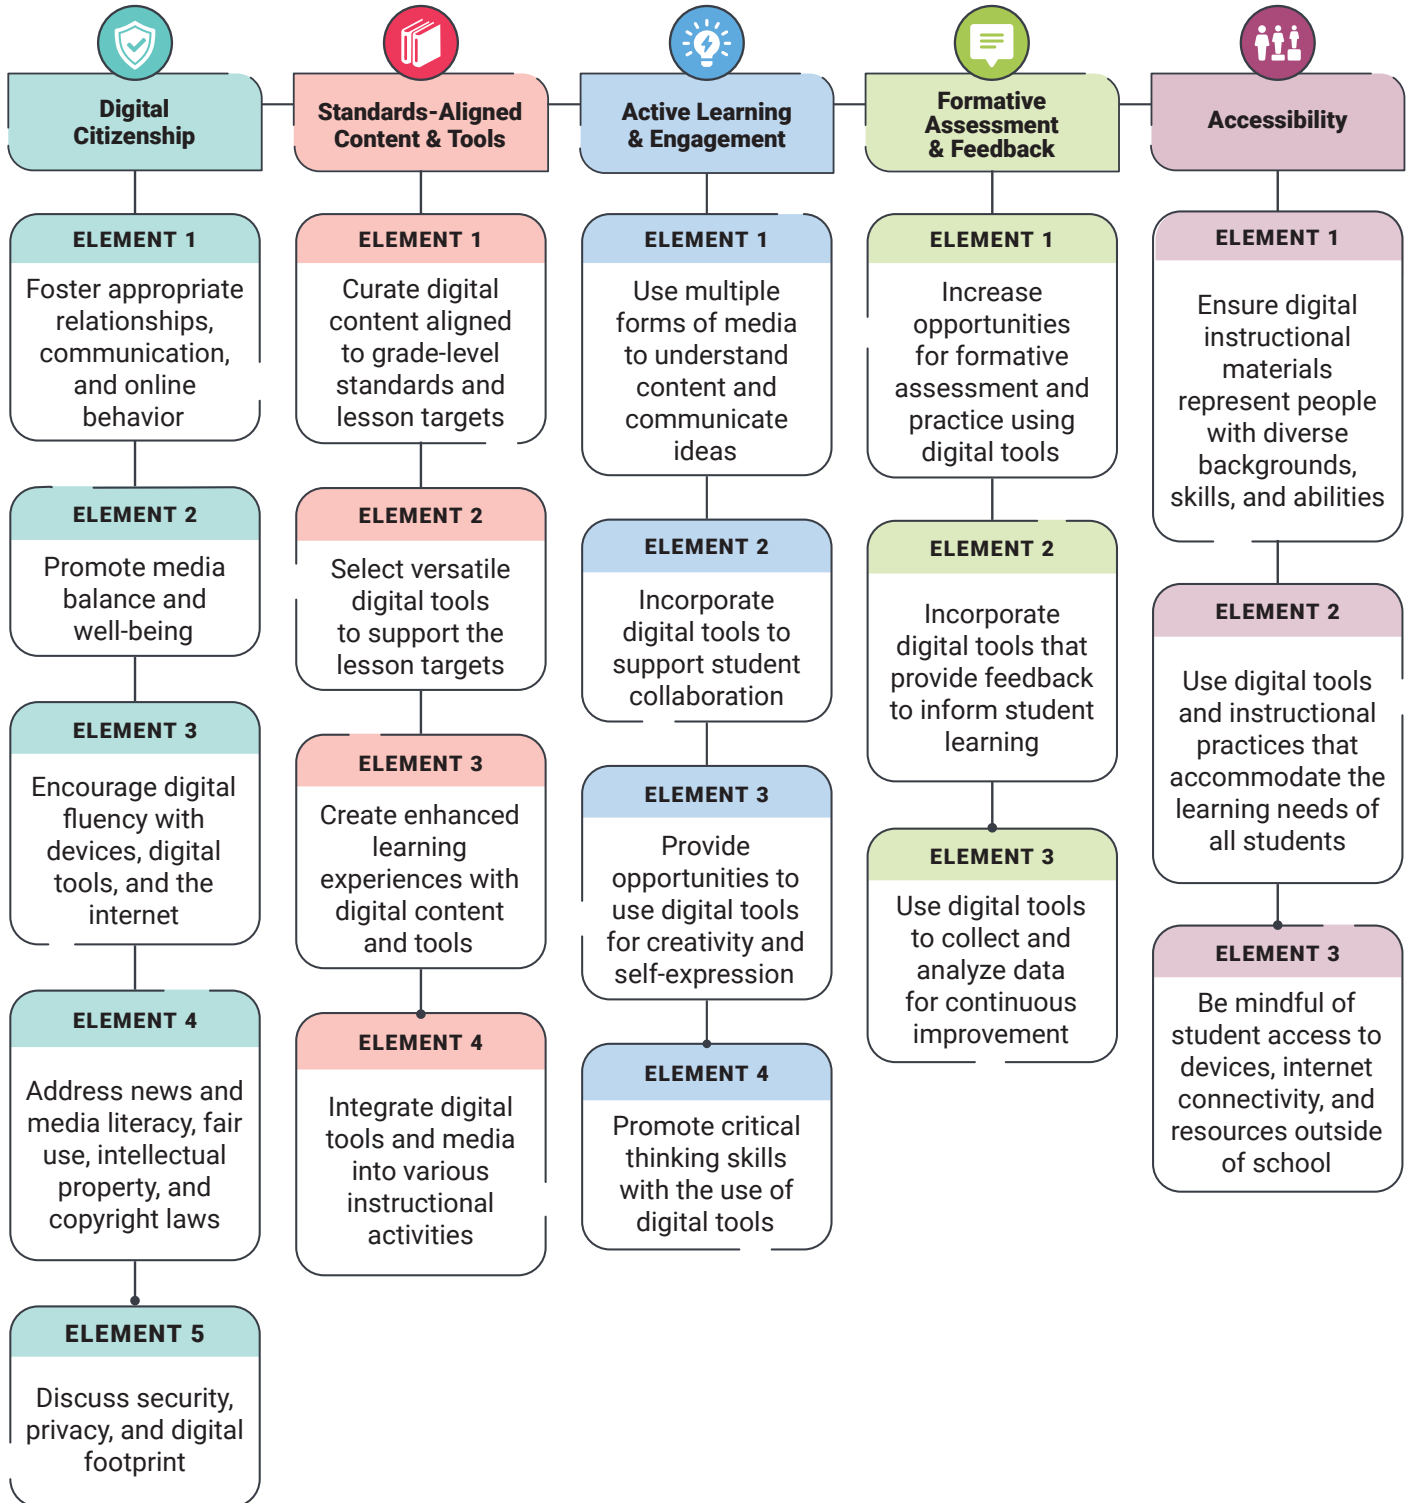 Digital
Citizenship
ELEMENT 1
Foster appropriate
relationships,
communication,
and online
behavior
ELEMENT 2
Promote media
balance and
well-being
ELEMENT 3
Encourage digital
fluency with
devices, digital
tools, and the
internet
ELEMENT 4
Address news and
media literacy, fair
use, intellectual
property, and
copyright laws
ELEMENT 5
Discuss security,
privacy, and digital
footprint
Standards-Aligned
Content & Tools
ELEMENT 1
Curate digital
content aligned
to grade-level
standards and
lesson targets
ELEMENT 2
Select versatile
digital tools
to support the
lesson targets
ELEMENT 3
Create enhanced
learning
experiences with
digital content
and tools
ELEMENT 4
Integrate digital
tools and media
into various
instructional
activities
Active Learning
& Engagement
ELEMENT 1
Use multiple
forms of media
to understand
content and
communicate
ideas
ELEMENT 2
Incorporate
digital tools to
support student
collaboration
ELEMENT 3
Provide
opportunities to
use digital tools
for creativity and
self-expression
ELEMENT 4
Promote critical
thinking skills
with the use of
digital tools
Formative
Assessment
& Feedback
ELEMENT 1
Increase
opportunities
for formative
assessment and
practice using
digital tools
ELEMENT 2
Incorporate
digital tools that
provide feedback
to inform student
learning
ELEMENT 3
Use digital tools
to collect and
analyze data
for continuous
improvement
Accessibility
ELEMENT 1
Ensure digital
instructional
materials
represent people
with diverse
backgrounds,
skills, and abilities
ELEMENT 2
Use digital tools
and instructional
practices that
accommodate the
learning needs of
all students
ELEMENT 3
Be mindful of
student access to
devices, internet
connectivity, and
resources outside
of school